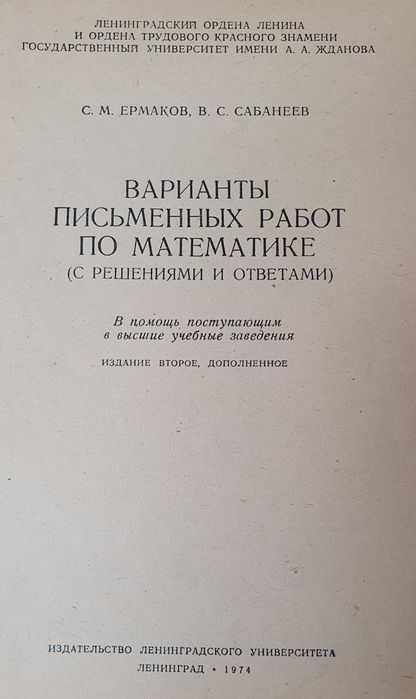 ЛЕНИНГРАДСКИЙ ОРДЕНА ЛЕНИНА
И ОРДЕНА ТРУДОВОГО КРАСНОГО ЗНАМЕНИ
ГОСУДАРСТВЕННЫЙ УНИВЕРСИТЕТ ИМЕНИ А. А. ЖДАНОВА
С. М. ЕРМАКОВ, В. С. САБАНЕЕВ
ВАРИАНТЫ
ПИСЬМЕННЫХ РАБОТ
ПО МАТЕМАТИКЕ
(С РЕШЕНИЯМИ И ОТВЕТАМИ)
В помощь поступающим
в высшие учебные заведения
ИЗДАНИЕ ВТОРОЕ, ДОПОЛНЕННОЕ
ИЗДАТЕЛЬСТВО ЛЕНИНГРАДСКОГО УНИВЕРСИТЕТА
ЛЕНИНГРАД • 1974